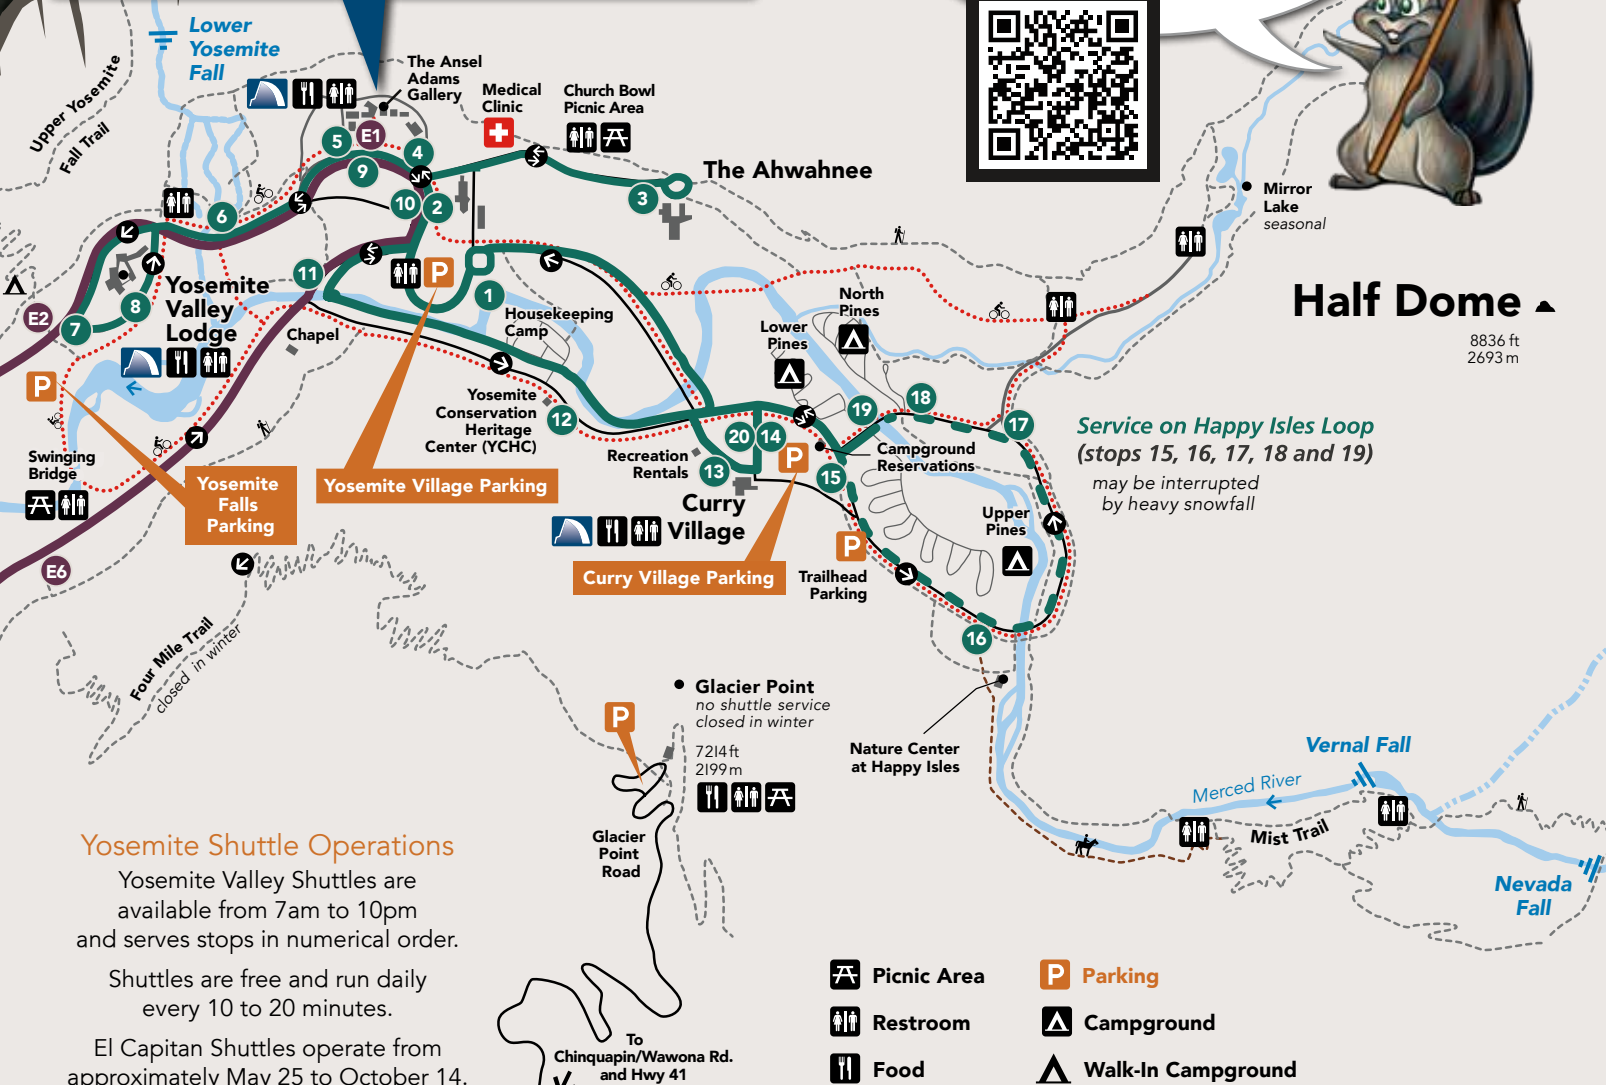 Lower
Yosemite
Fall
Upper Yosemite
Fall Trail
The Ansel
Adams
Gallery
Medical
Clinic
Church Bowl
Picnic Area
The Ahwahnee
5
E1
4
9
10
2
3
6
Mirror
Lake
seasonal
11
P
1
Yosemite
Valley
Lodge
8
E2
7
Chapel
Housekeeping
Camp
North
Pines
Lower
Pines
Half Dome
8836 ft
2693 m
P
Yosemite
Conservation
Heritage
Center (YCHC)
12
19
18
17
20
14
Service on Happy Isles Loop
(stops 15, 16, 17, 18 and 19)
may be interrupted
by heavy snowfall
Swinging
Bridge
Yosemite
Falls
Parking
Yosemite Village Parking
Recreation
Rentals
13
P
15
Campground
Reservations
Curry
Village
Upper
Pines
P
Curry Village Parking
Trailhead
Parking
E6
16
Four Mile Trail
closed in winter
Glacier Point
no shuttle service
closed in winter
7214 ft
2199 m
P
Nature Center
at Happy Isles
Vernal Fall
Merced River
Mist Trail
Nevada
Fall
Glacier
Point
Road
Yosemite Shuttle Operations
Yosemite Valley Shuttles are
available from 7am to 10pm
and serves stops in numerical order.
Shuttles are free and run daily
every 10 to 20 minutes.
El Capitan Shuttles operate from
approximately May 25 to October 14.
To
Chinquapin/Wawona Rd.
and Hwy 41
Picnic Area
P Parking
Restroom
Campground
Food
Walk-In Campground